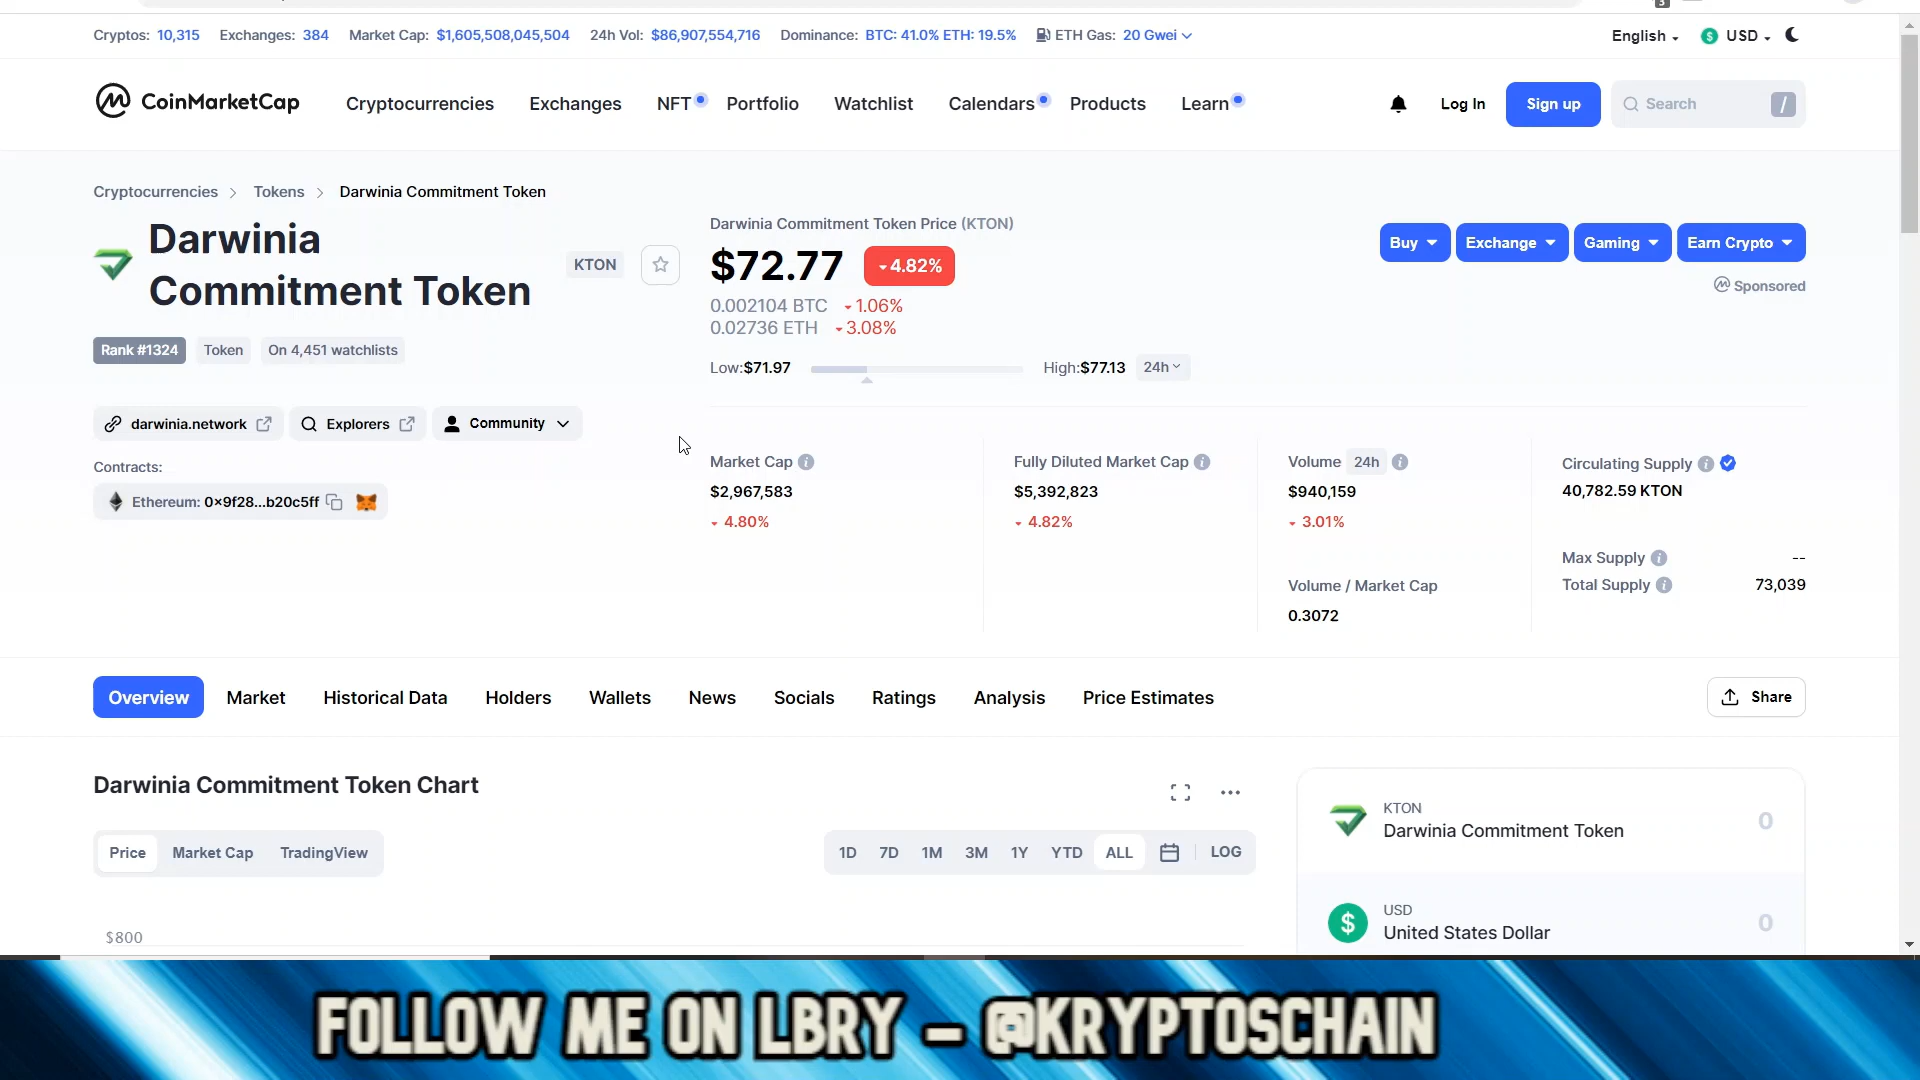 Cryptos: 10,315 Exchanges: 384 Market Cap: $1,605,508,045,504 24h Vol: $86,907,554,716 Dominance: BTC: 41.0% ETH: 19.5% ETH Gas: 20 Gwei English USD
CoinMarketCap Cryptocurrencies Exchanges NFT Portfolio Watchlist Calendars Products Learn Log In Sign up Search /
Cryptocurrencies > Tokens > Darwinia Commitment Token
Darwinia
Commitment Token
KTON
Rank #1324 Token On 4,451 watchlists
darwinia.network Explorers Community
Contracts:
Ethereum: 0×9f28...b20c5ff
Darwinia Commitment Token Price (KTON)
$72.77 4.82%
0.002104 BTC 1.06%
0.02736 ETH 3.08%
Low:$71.97 High:$77.13 24h
Buy Exchange Gaming Earn Crypto
Sponsored
Market Cap
$2,967,583
4.80%
Fully Diluted Market Cap
$5,392,823
4.82%
Volume 24h
$940,159
3.01%
Volume / Market Cap
0.3072
Circulating Supply
40,782.59 KTON
Max Supply --
Total Supply 73,039
Overview Market Historical Data Holders Wallets News Socials Ratings Analysis Price Estimates Share
Darwinia Commitment Token Chart
Price Market Cap TradingView 1D 7D 1M 3M 1Y YTD ALL LOG
$800
KTON
Darwinia Commitment Token 0
USD
United States Dollar 0
FOLLOW ME ON LBRY - @KRYPTOSCHAIN